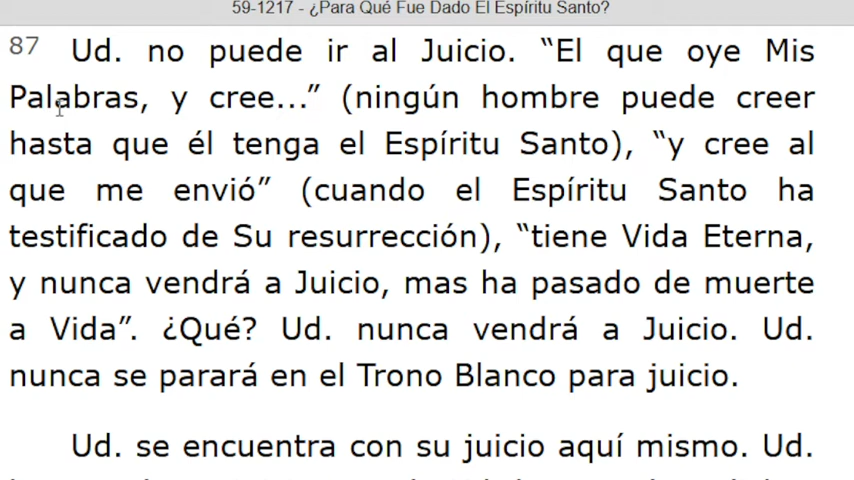 59-1217 - ¿Para Qué Fue Dado El Espíritu Santo?
87 Ud. no puede ir al Juicio. “El que oye Mis
Palabras, y cree...” (ningún hombre puede creer
hasta que él tenga el Espíritu Santo), “y cree al
que me envió” (cuando el Espíritu Santo ha
testificado de Su resurrección), “tiene Vida Eterna,
y nunca vendrá a Juicio, mas ha pasado de muerte
a Vida”. ¿Qué? Ud. nunca vendrá a Juicio. Ud.
nunca se parará en el Trono Blanco para juicio.
Ud. se encuentra con su juicio aquí mismo. Ud.